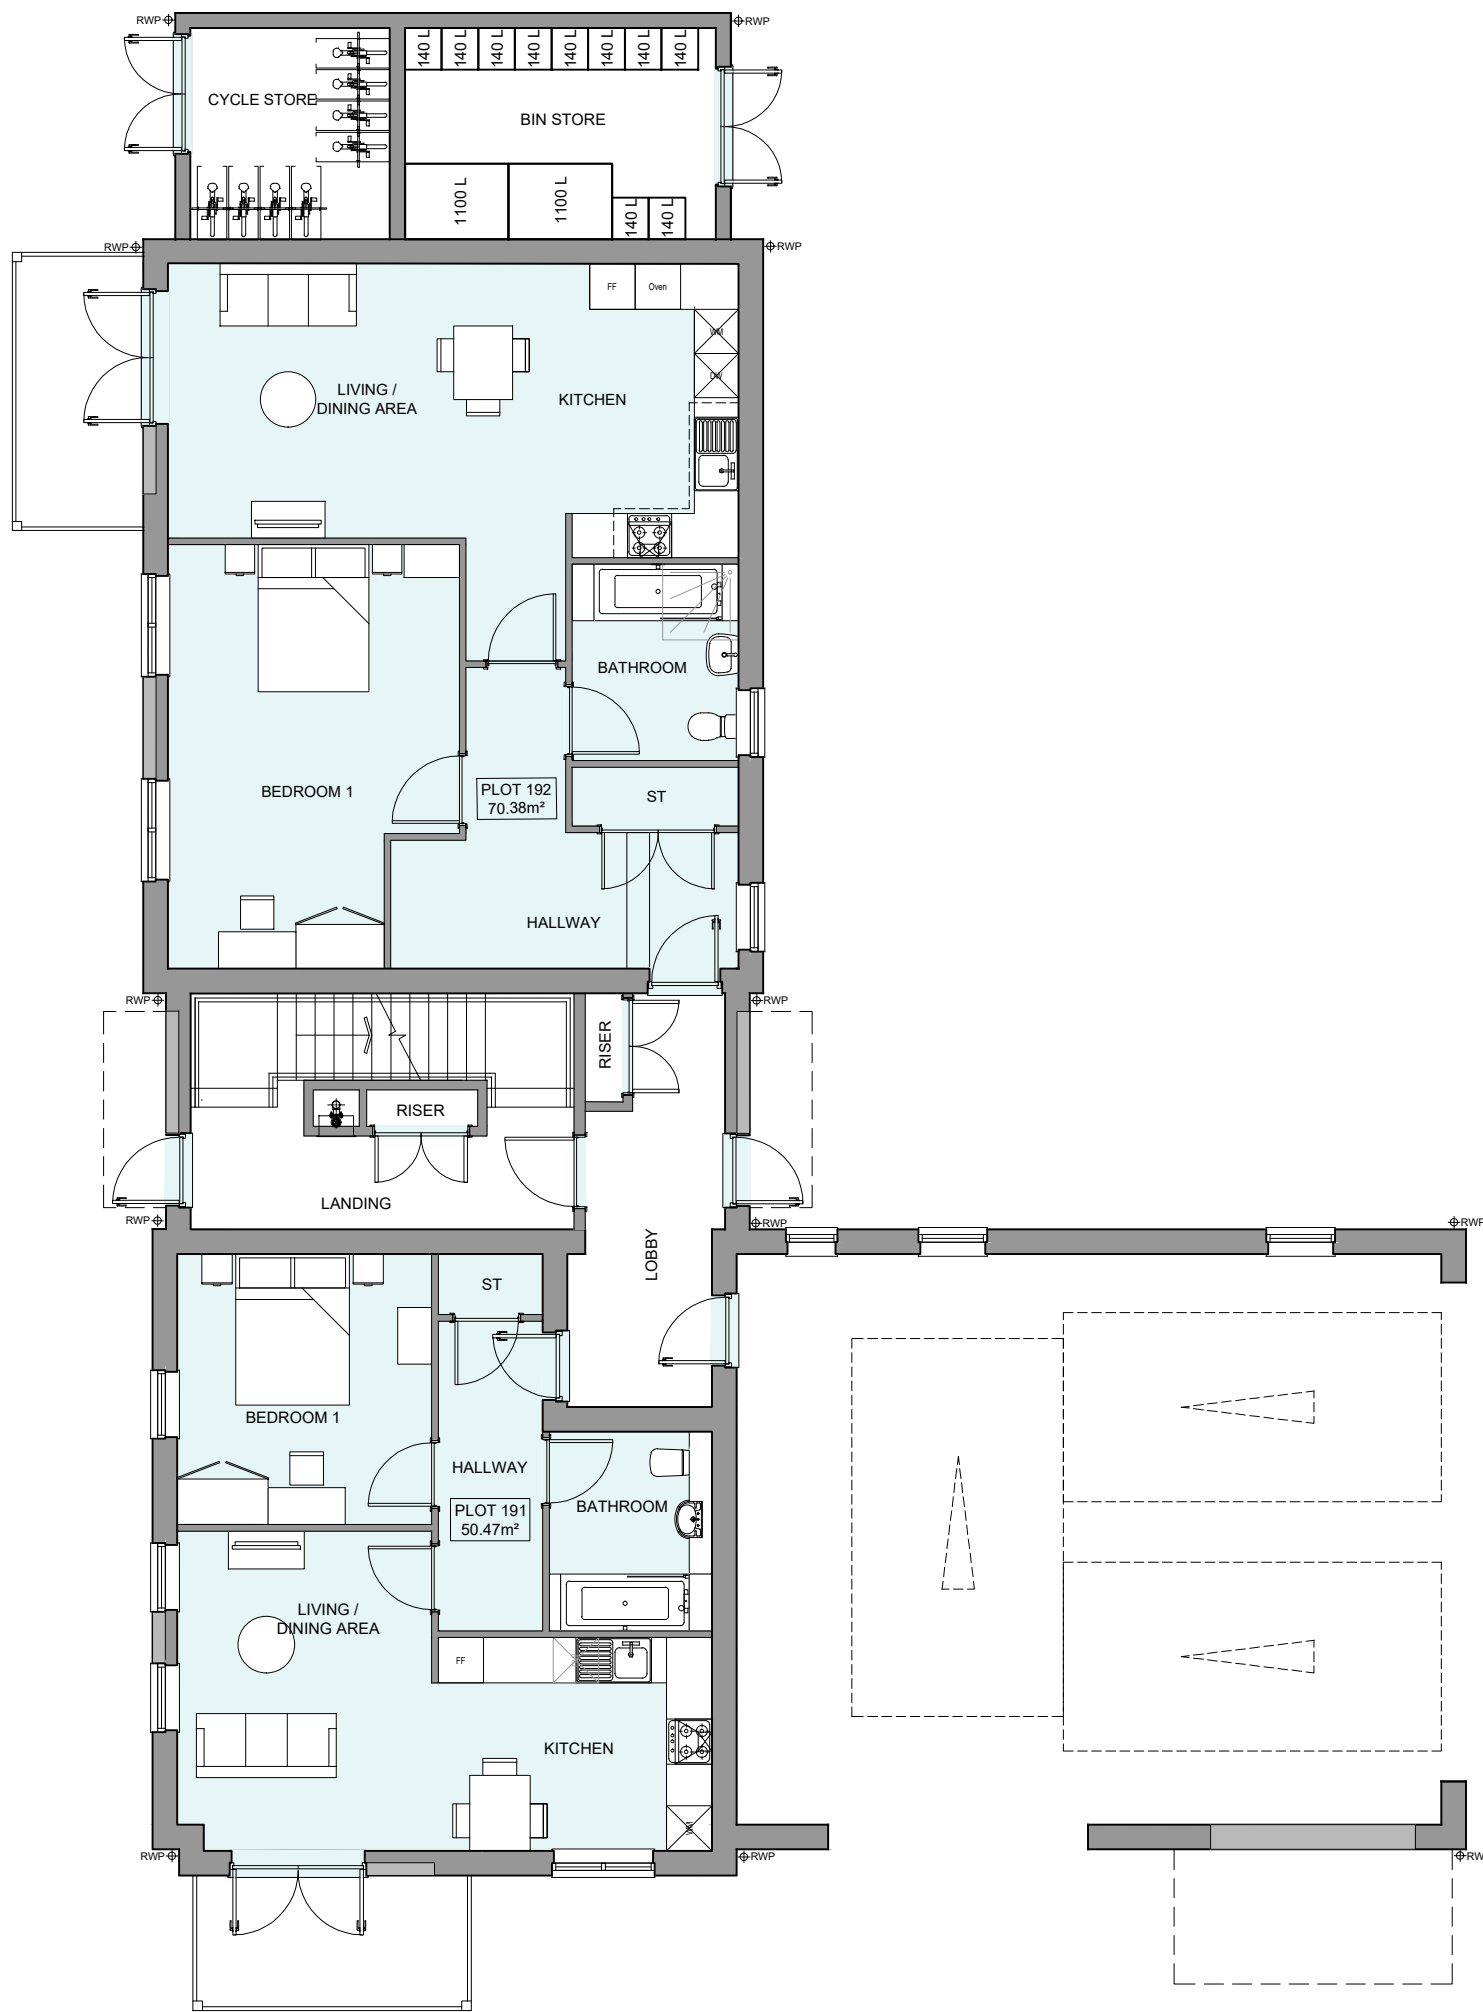 RWP
RWP
140 L
140 L
140 L
140 L
140 L
140 L
140 L
140 L
CYCLE STORE
BIN STORE
1100 L
1100 L
140 L
140 L
RWP
RWP
FF
Oven
WM
DW
LIVING /
DINING AREA
KITCHEN
BATHROOM
BEDROOM 1
PLOT 192
70.38m²
ST
HALLWAY
RWP
RWP
RISER
RISER
LANDING
RWP
RWP
RWP
LOBBY
ST
BEDROOM 1
HALLWAY
BATHROOM
PLOT 191
50.47m²
LIVING /
DINING AREA
FF
KITCHEN
WM
RWP
RWP
RW